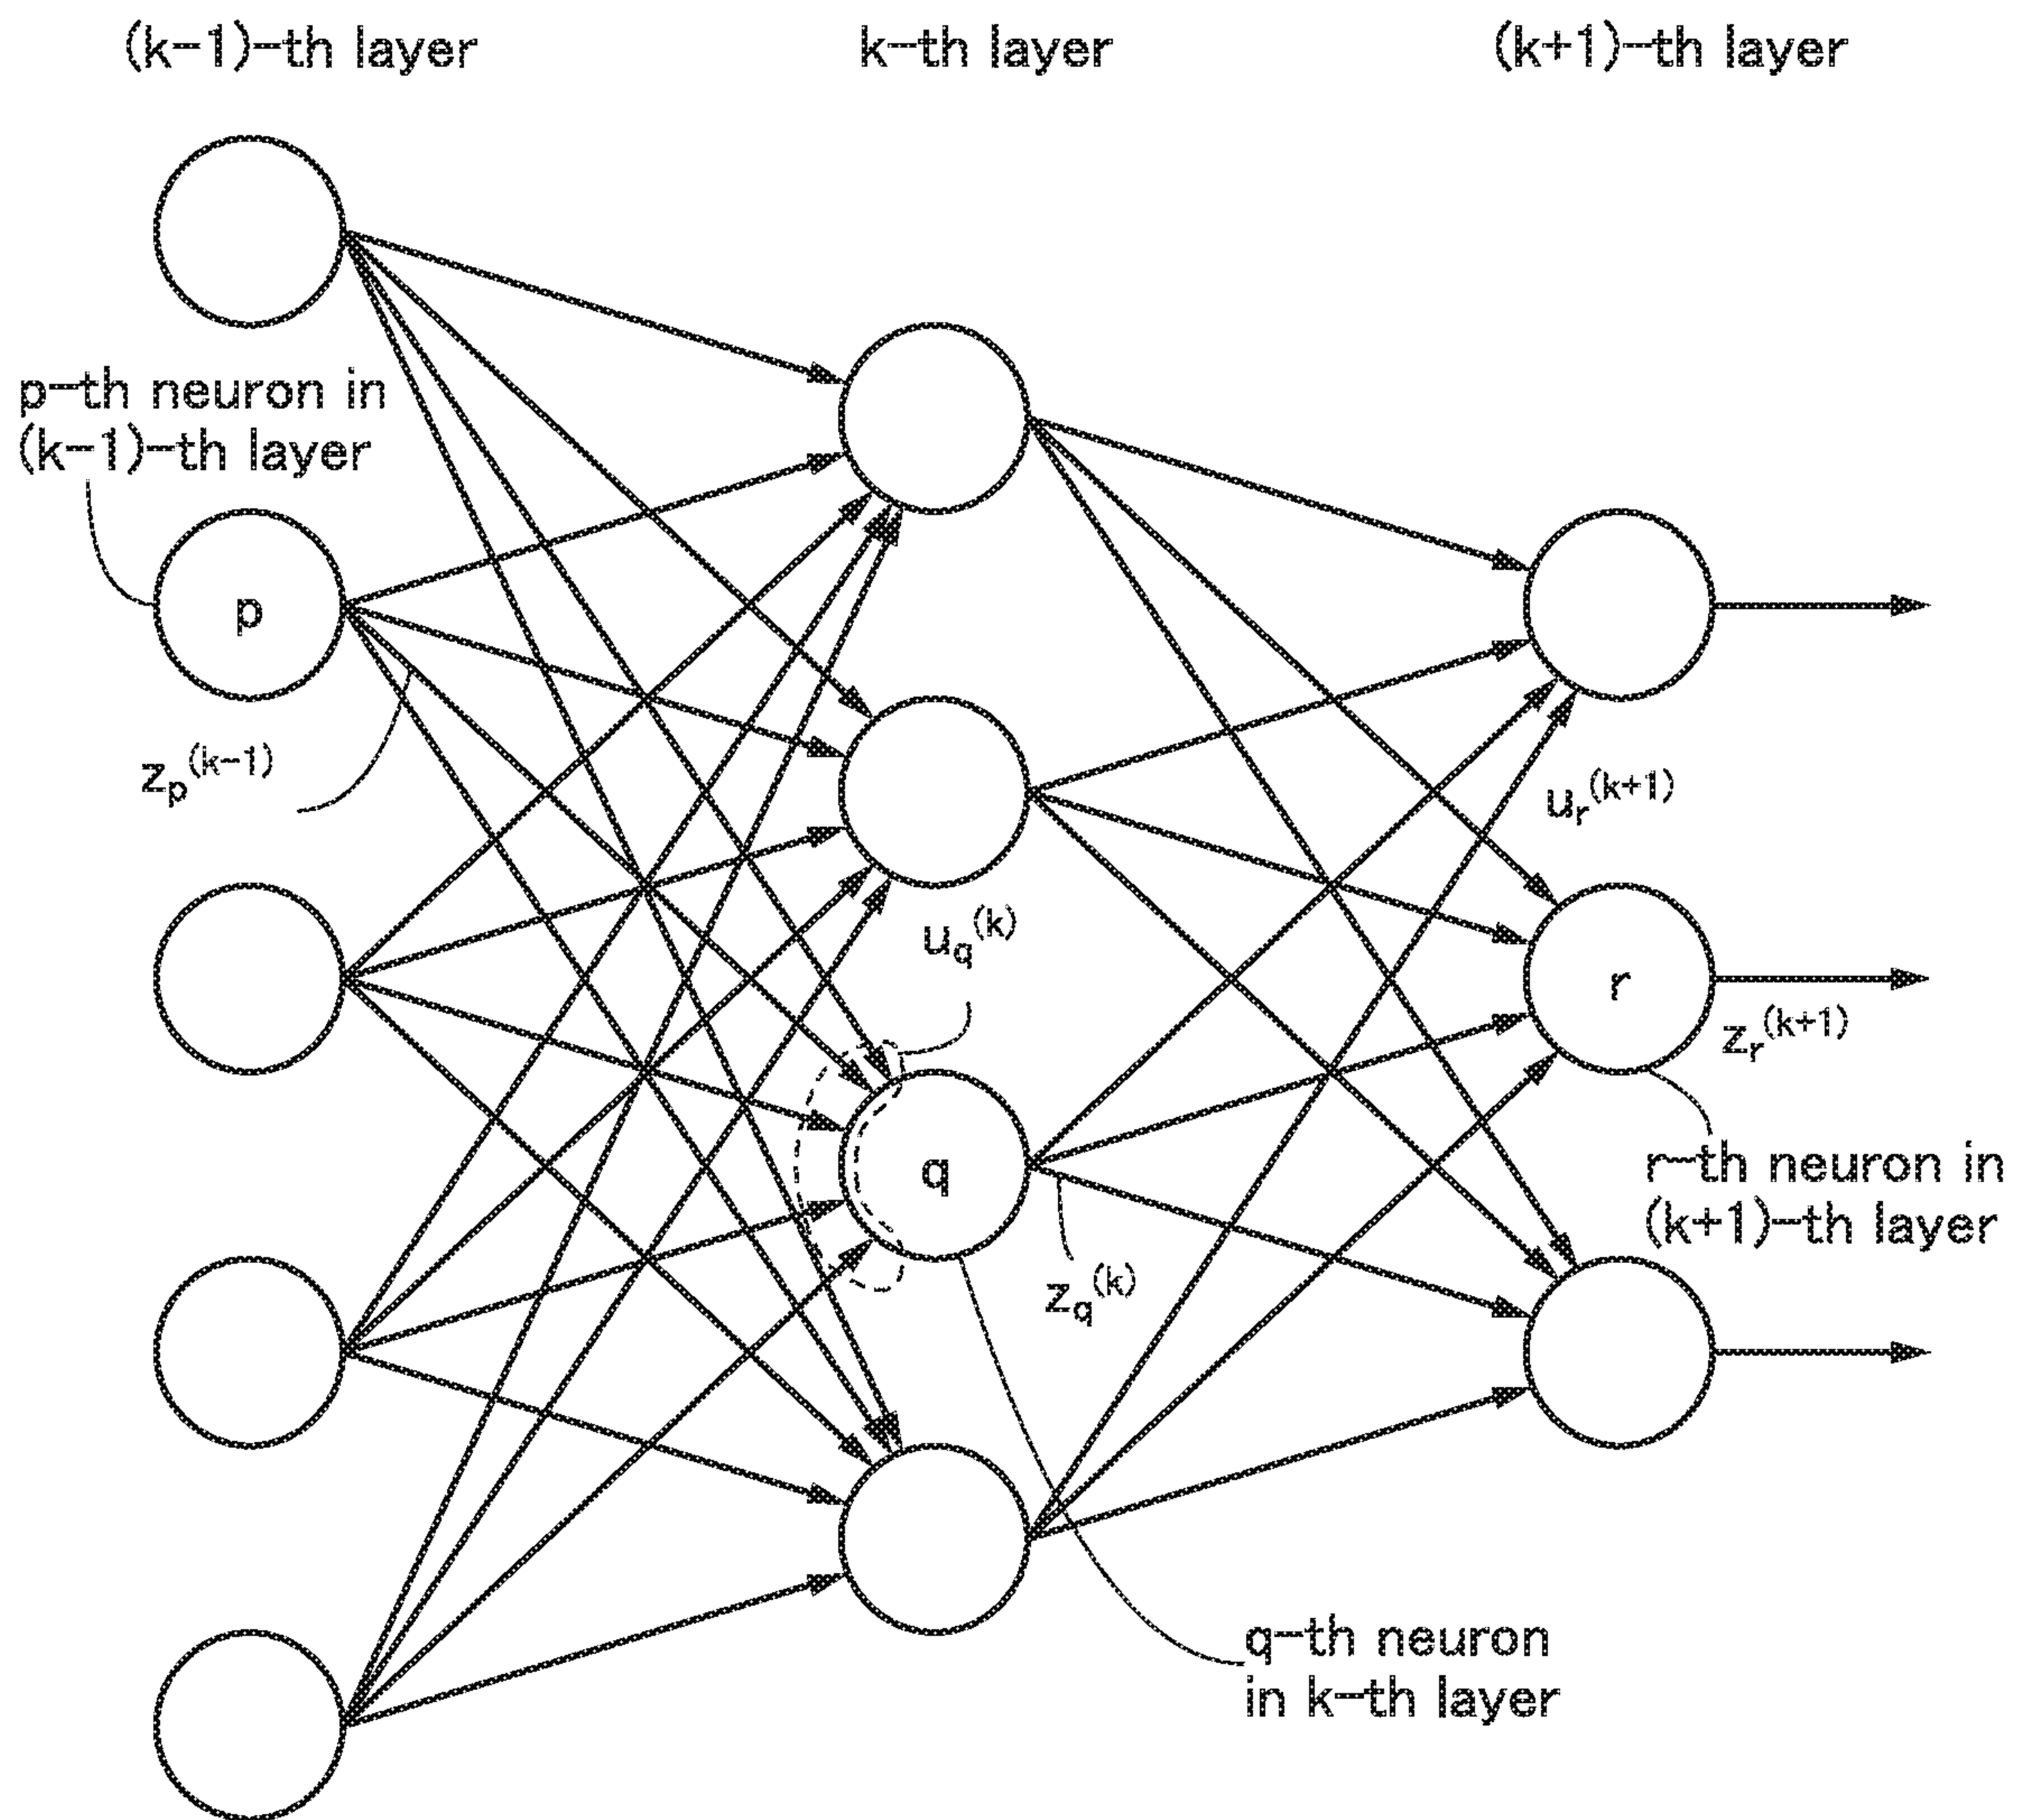 (k-1)-th layer
k-th layer
(k+1)-th layer
p-th neuron in
(k-1)-th layer
p
zp(k-1)
ur(k+1)
uq(k)
r
zr(k+1)
q
r-th neuron in
(k+1)-th layer
zq(k)
q-th neuron
in k-th layer